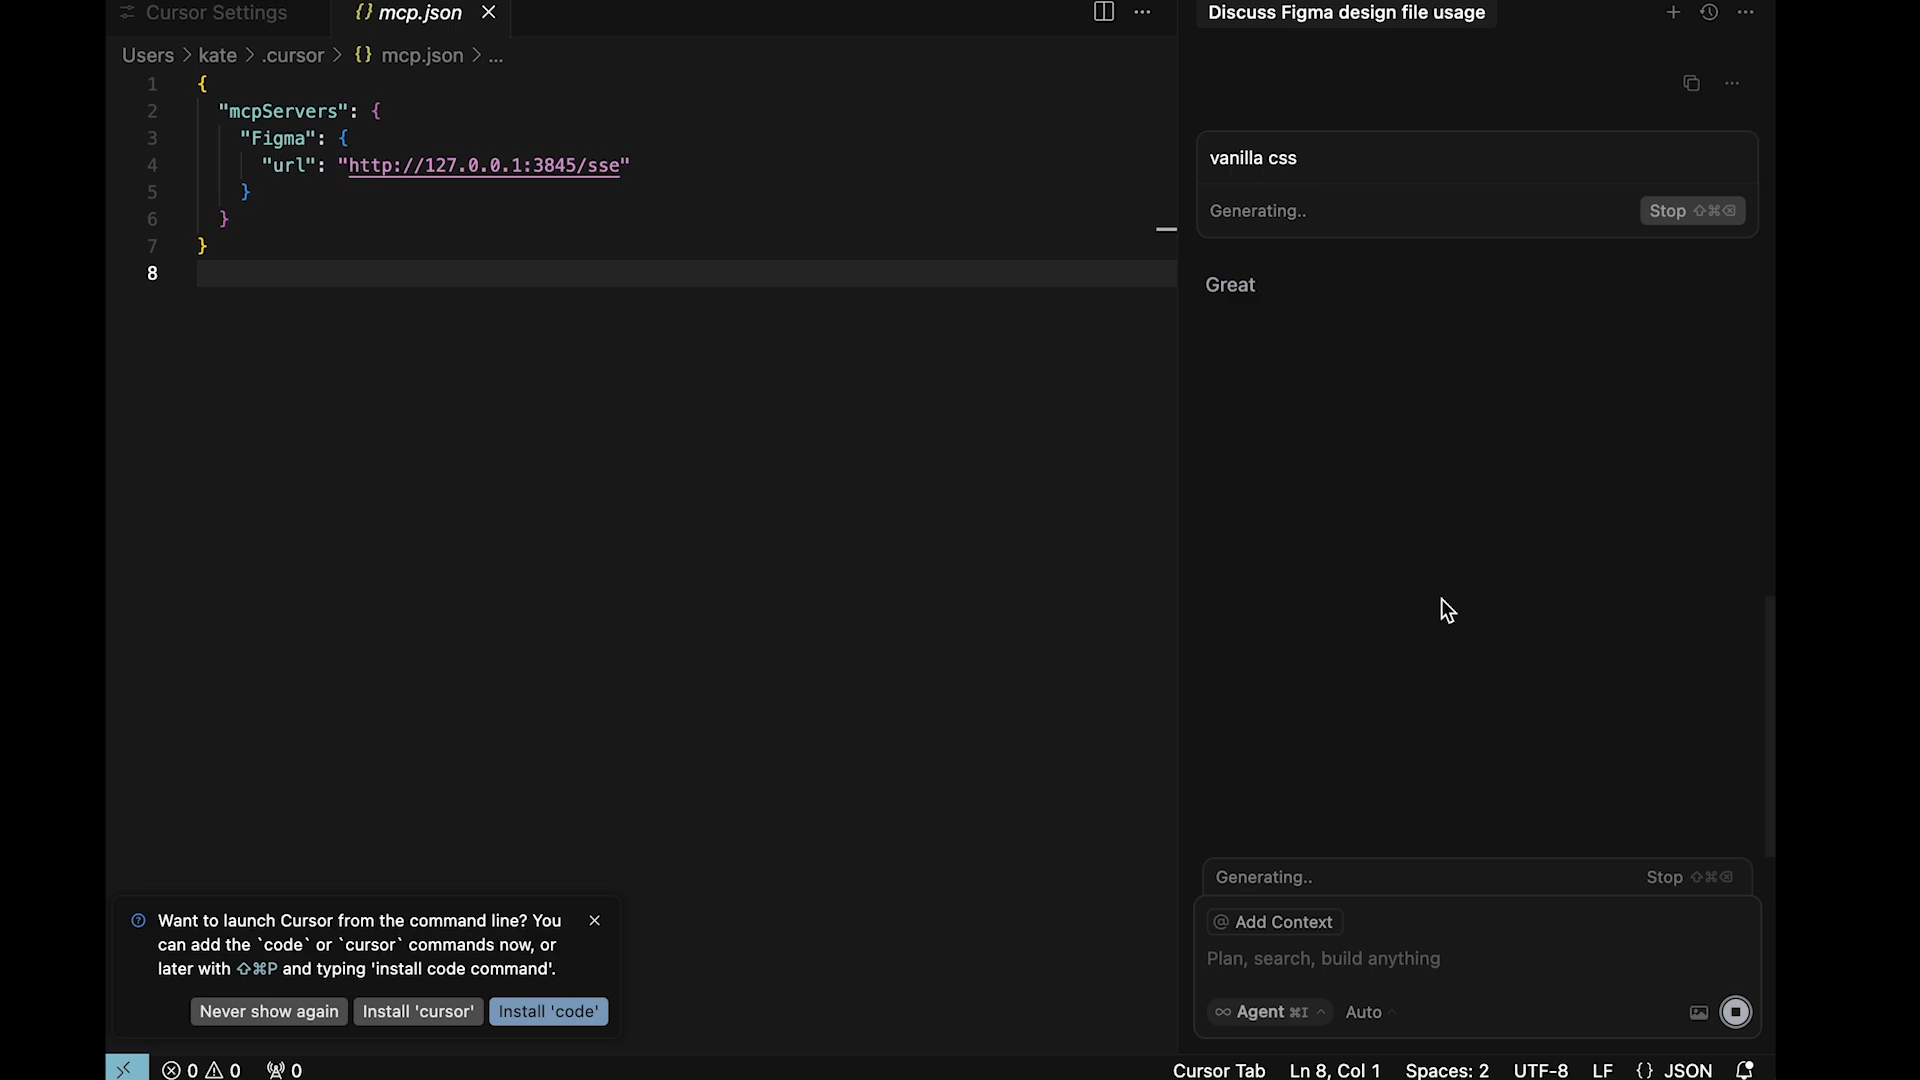 Cursor Settings
{} mcp.json
Users > kate > .cursor > {} mcp.json > ...
1 {
2 "mcpServers": {
3 "Figma": {
4 "url": "http://127.0.0.1:3845/sse"
5 }
6 }
7 }
8
Want to launch Cursor from the command line? You
can add the `code` or `cursor` commands now, or
later with ⇧⌘P and typing 'install code command'.
Never show again Install 'cursor' Install 'code'
Discuss Figma design file usage
vanilla css
Generating.. Stop ⇧⌘⌫
Great
Generating.. Stop ⇧⌘⌫
@ Add Context
Plan, search, build anything
∞ Agent ⌘I Auto
0 0 0 Cursor Tab Ln 8, Col 1 Spaces: 2 UTF-8 LF {} JSON